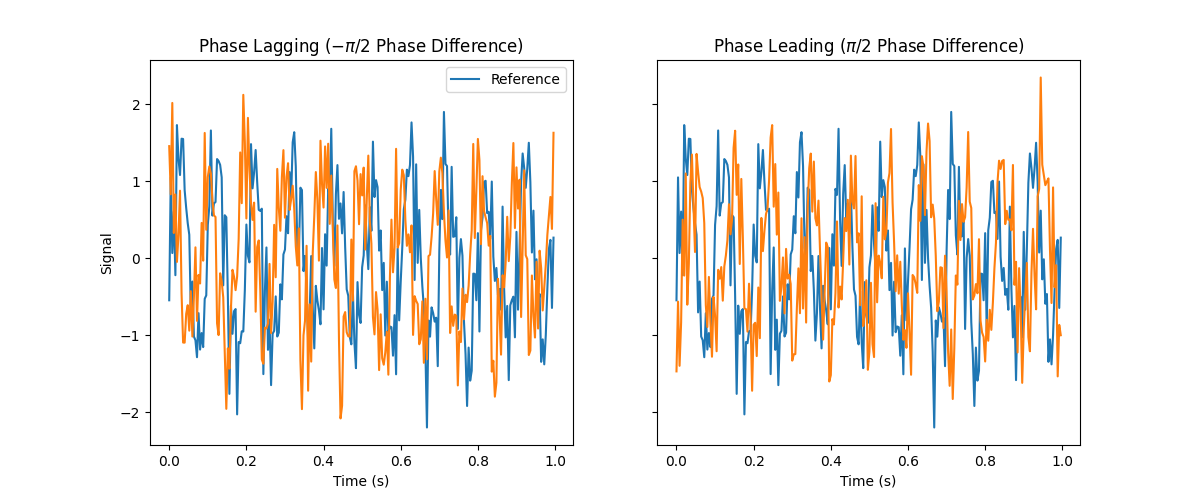 Phase Lagging (−π/2 Phase Difference)
Phase Leading (π/2 Phase Difference)
Reference
Signal
2
1
0
−1
−2
0.0 0.2 0.4 0.6 0.8 1.0
0.0 0.2 0.4 0.6 0.8 1.0
Time (s)
Time (s)